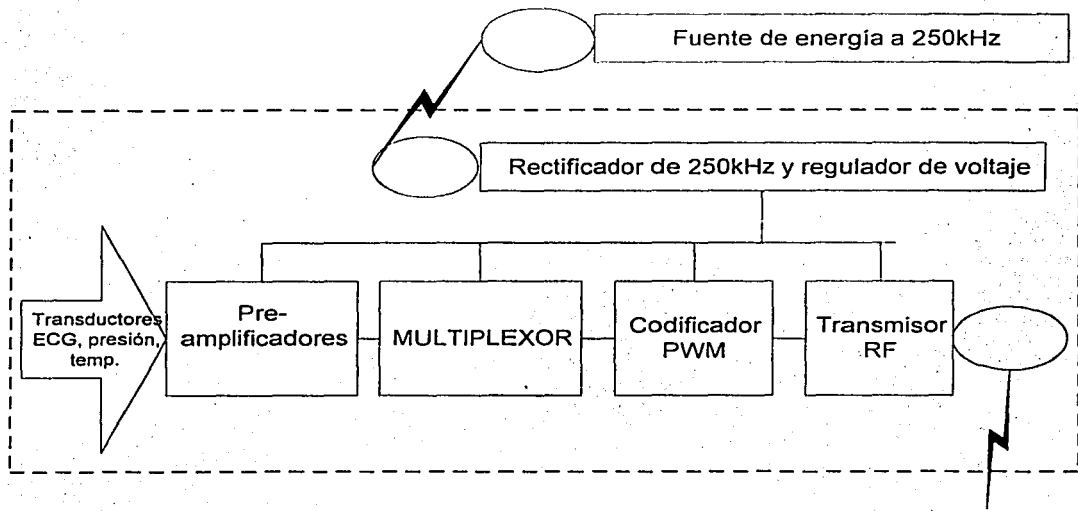 Fuente de energía a 250kHz
Rectificador de 250kHz y regulador de voltaje
Transductores
ECG, presión,
temp.
Pre-
amplificadores
MULTIPLEXOR
Codificador
PWM
Transmisor
RF